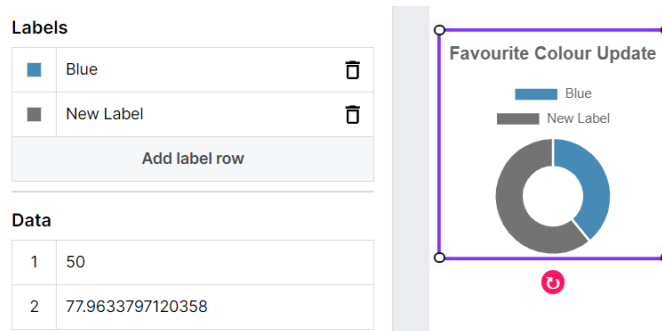 Labels
Blue
New Label
Add label row
Data
1 50
2 77.9633797120358
Favourite Colour Update
Blue
New Label